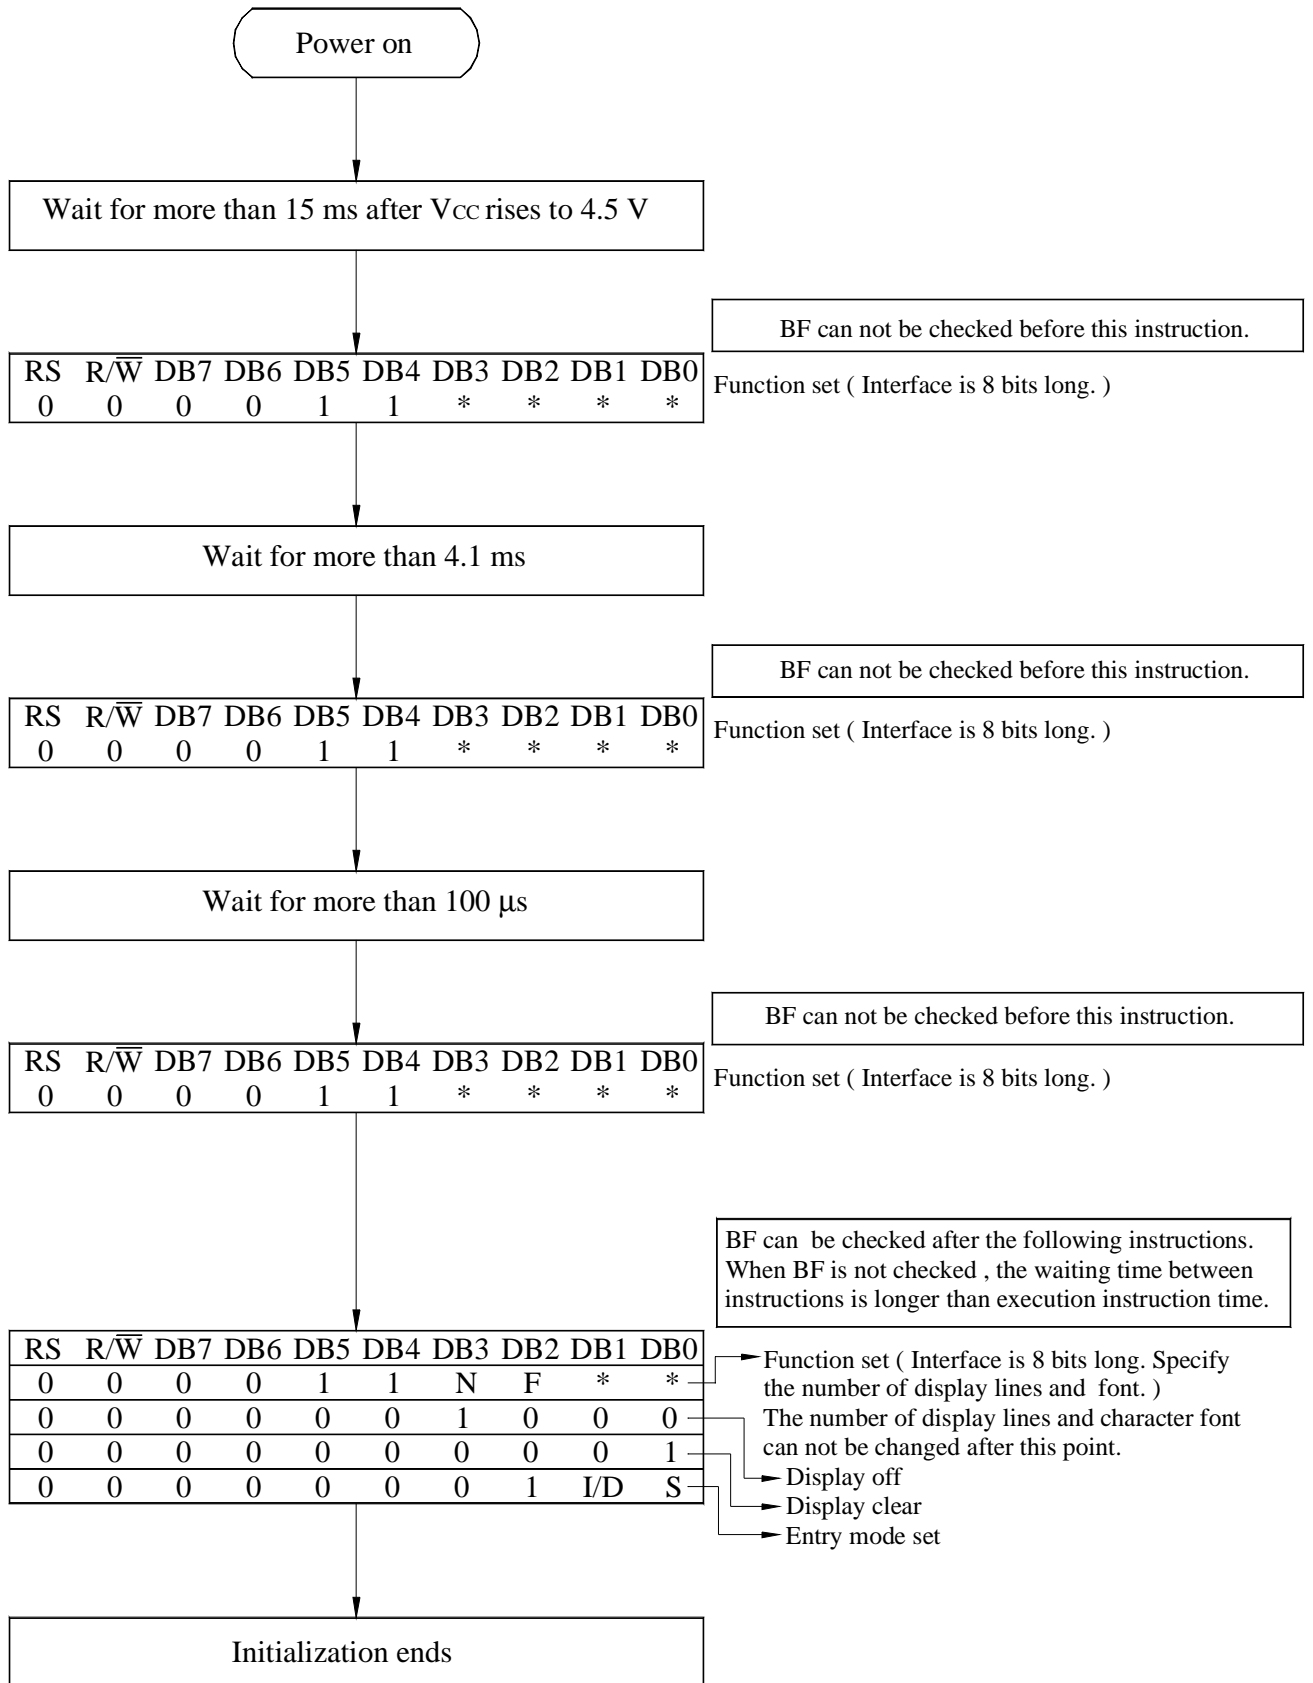 Power on
Wait for more than 15 ms after VCC rises to 4.5 V
BF can not be checked before this instruction.
RS R/W̅ DB7 DB6 DB5 DB4 DB3 DB2 DB1 DB0
0 0 0 0 1 1 * * * *
Function set ( Interface is 8 bits long. )
Wait for more than 4.1 ms
BF can not be checked before this instruction.
RS R/W̅ DB7 DB6 DB5 DB4 DB3 DB2 DB1 DB0
0 0 0 0 1 1 * * * *
Function set ( Interface is 8 bits long. )
Wait for more than 100 μs
BF can not be checked before this instruction.
RS R/W̅ DB7 DB6 DB5 DB4 DB3 DB2 DB1 DB0
0 0 0 0 1 1 * * * *
Function set ( Interface is 8 bits long. )
BF can be checked after the following instructions.
When BF is not checked , the waiting time between
instructions is longer than execution instruction time.
RS R/W̅ DB7 DB6 DB5 DB4 DB3 DB2 DB1 DB0
0 0 0 0 1 1 N F * *
0 0 0 0 0 0 1 0 0 0
0 0 0 0 0 0 0 0 0 1
0 0 0 0 0 0 0 1 I/D S
Function set ( Interface is 8 bits long. Specify
the number of display lines and font. )
The number of display lines and character font
can not be changed after this point.
Display off
Display clear
Entry mode set
Initialization ends